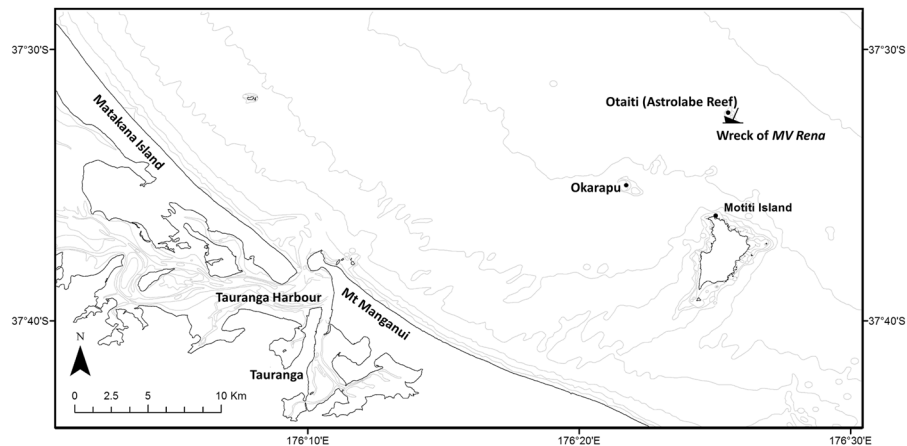 37°30'S
37°30'S
Otaiti (Astrolabe Reef)
Matakana Island
Wreck of MV Rena
Okarapu
Motiti Island
Tauranga Harbour
Mt Manganui
37°40'S
37°40'S
N
Tauranga
0 2.5 5 10 Km
176°10'E
176°20'E
176°30'E